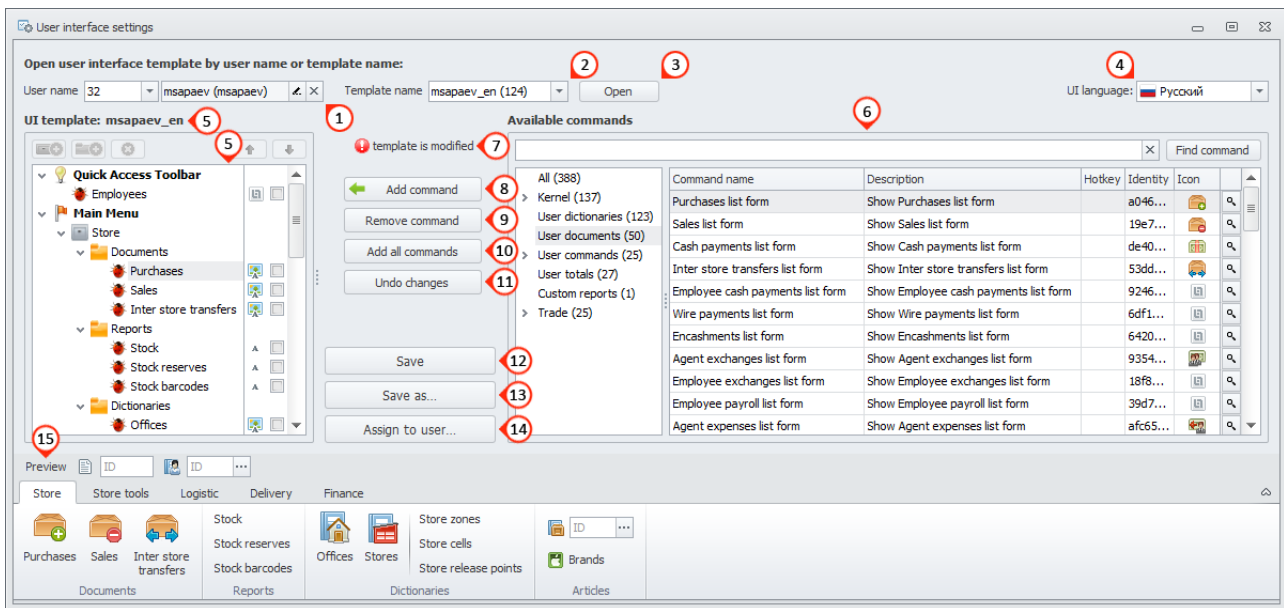 User interface settings
Open user interface template by user name or template name:
2
3
4
User name 32 msapaev (msapaev) Template name msapaev_en (124) Open UI language: Русский
1
UI template: msapaev_en 5 Available commands 6
5
template is modified 7 Find command
Quick Access Toolbar
Employees
Main Menu
Store
Documents
Purchases
Sales
Inter store transfers
Reports
Stock
Stock reserves
Stock barcodes
Dictionaries
Offices
Add command 8
Remove command 9
Add all commands 10
Undo changes 11
Save 12
Save as... 13
Assign to user... 14
All (388)
Kernel (137)
User dictionaries (123)
User documents (50)
User commands (25)
User totals (27)
Custom reports (1)
Trade (25)
Command name Description Hotkey Identity Icon
Purchases list form Show Purchases list form a046...
Sales list form Show Sales list form 19e7...
Cash payments list form Show Cash payments list form de40...
Inter store transfers list form Show Inter store transfers list form 53dd...
Employee cash payments list form Show Employee cash payments list form 9246...
Wire payments list form Show Wire payments list form 6df1...
Encashments list form Show Encashments list form 6420...
Agent exchanges list form Show Agent exchanges list form 9354...
Employee exchanges list form Show Employee exchanges list form 18f8...
Employee payroll list form Show Employee payroll list form 39d7...
Agent expenses list form Show Agent expenses list form afc65...
15
Preview ID ID
Store Store tools Logistic Delivery Finance
Purchases Sales Inter store transfers
Documents
Stock
Stock reserves
Stock barcodes
Reports
Offices Stores
Store zones
Store cells
Store release points
Dictionaries
ID
Brands
Articles